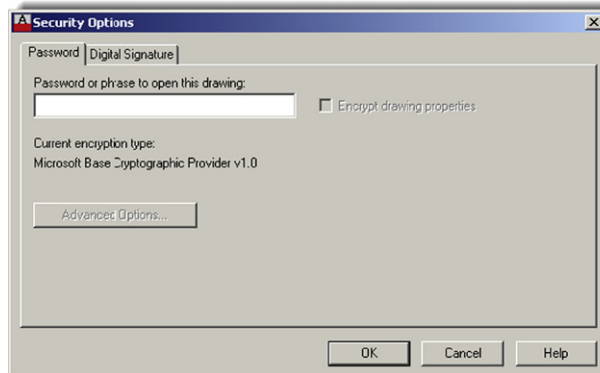 Security Options
Password Digital Signature
Password or phrase to open this drawing:
Encrypt drawing properties
Current encryption type:
Microsoft Base Cryptographic Provider v1.0
Advanced Options...
OK Cancel Help